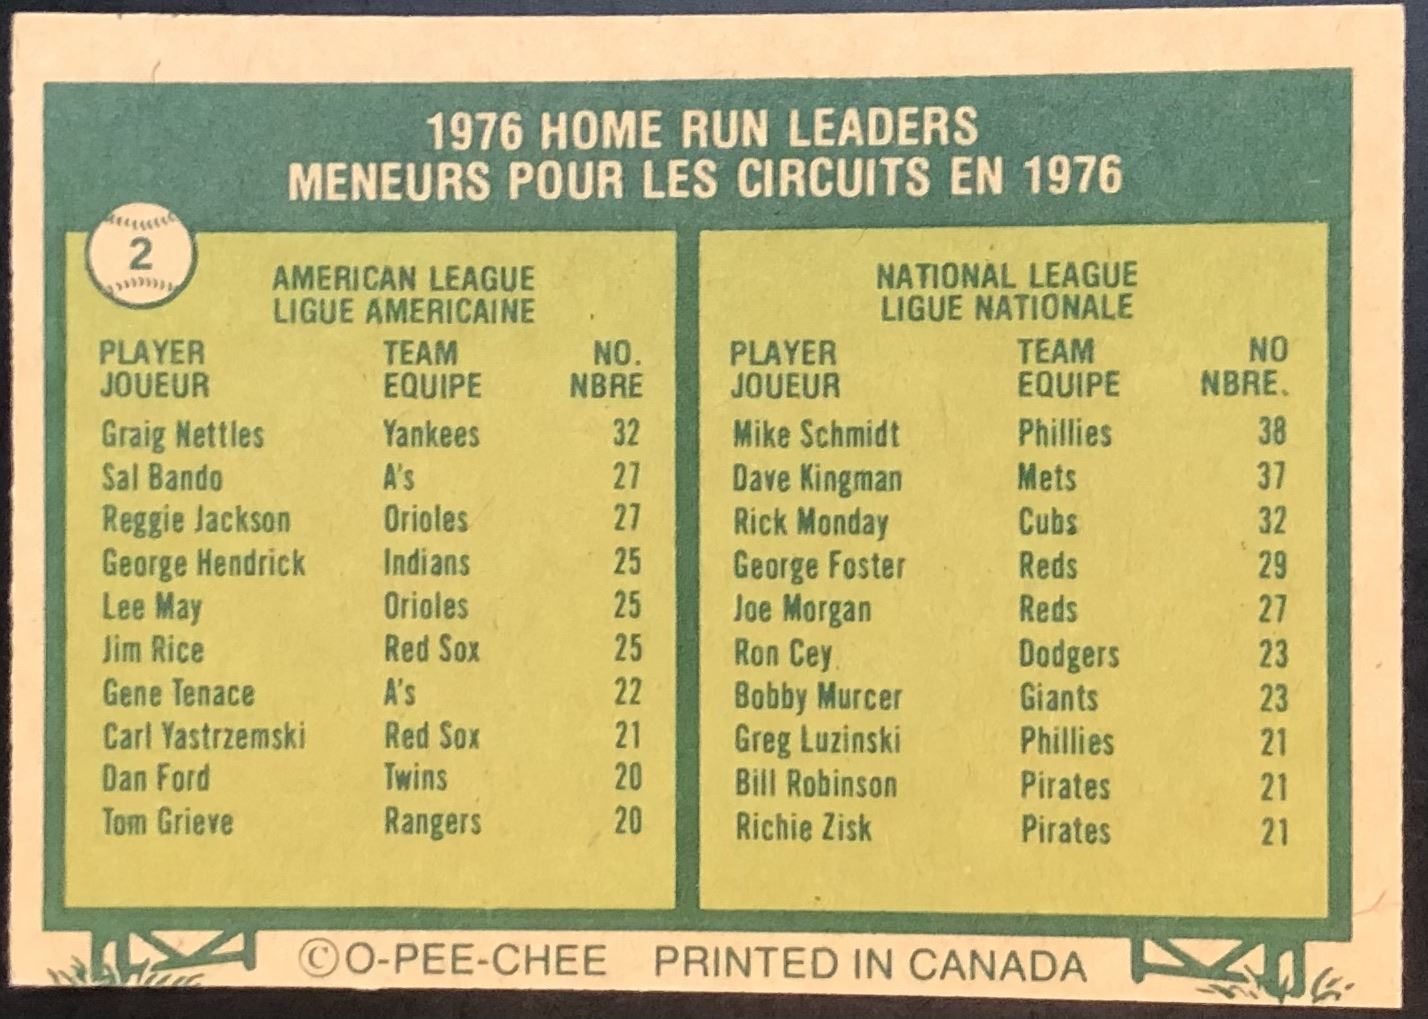 1976 HOME RUN LEADERS
MENEURS POUR LES CIRCUITS EN 1976
2
AMERICAN LEAGUE
LIGUE AMERICAINE
PLAYER TEAM NO.
JOUEUR EQUIPE NBRE
Graig Nettles Yankees 32
Sal Bando A's 27
Reggie Jackson Orioles 27
George Hendrick Indians 25
Lee May Orioles 25
Jim Rice Red Sox 25
Gene Tenace A's 22
Carl Yastrzemski Red Sox 21
Dan Ford Twins 20
Tom Grieve Rangers 20
NATIONAL LEAGUE
LIGUE NATIONALE
PLAYER TEAM NO
JOUEUR EQUIPE NBRE.
Mike Schmidt Phillies 38
Dave Kingman Mets 37
Rick Monday Cubs 32
George Foster Reds 29
Joe Morgan Reds 27
Ron Cey Dodgers 23
Bobby Murcer Giants 23
Greg Luzinski Phillies 21
Bill Robinson Pirates 21
Richie Zisk Pirates 21
©O-PEE-CHEE PRINTED IN CANADA